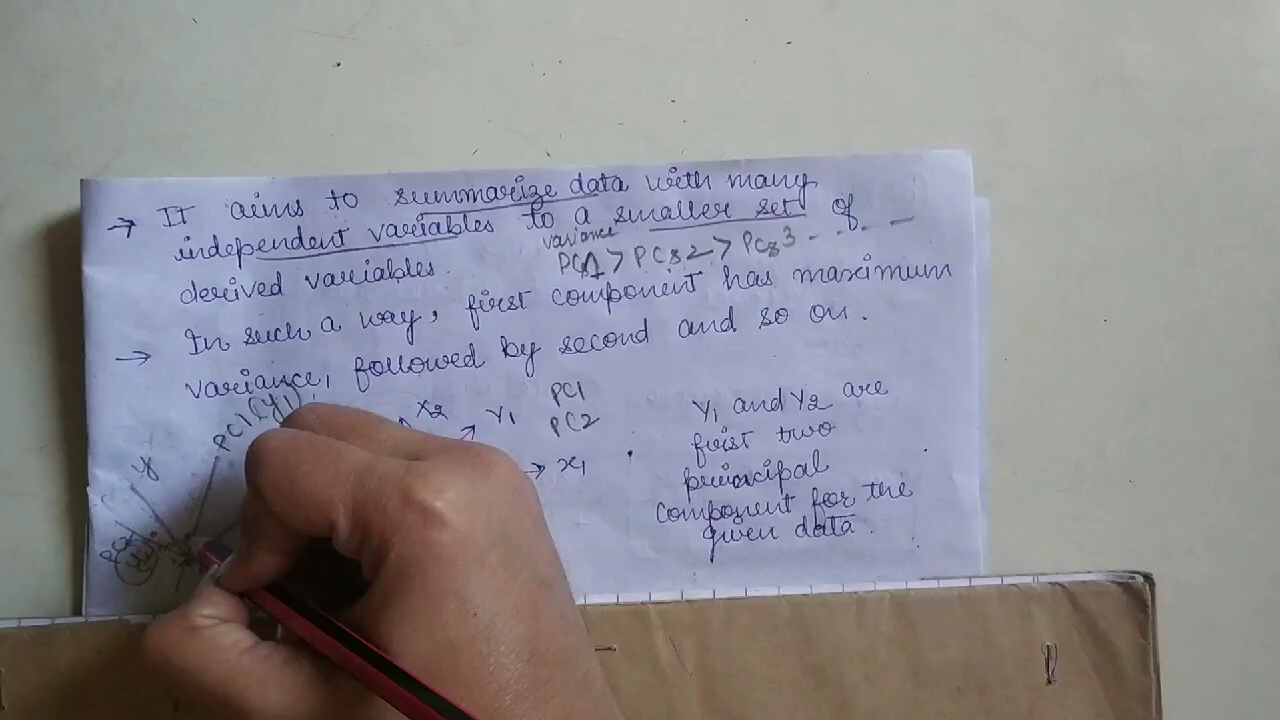 → It aims to summarize data with many
independent variables to a smaller set of
variance
PC1 > PCs2 > PCs3 - - - -
derived variables.
→ In such a way, first component has maximum
variance, followed by second and so on.
PC1 (Y1)
X2
Y1
PC1
PC2
→ x1
y
Y1 and Y2 are
first two
principal
component for the
given data.